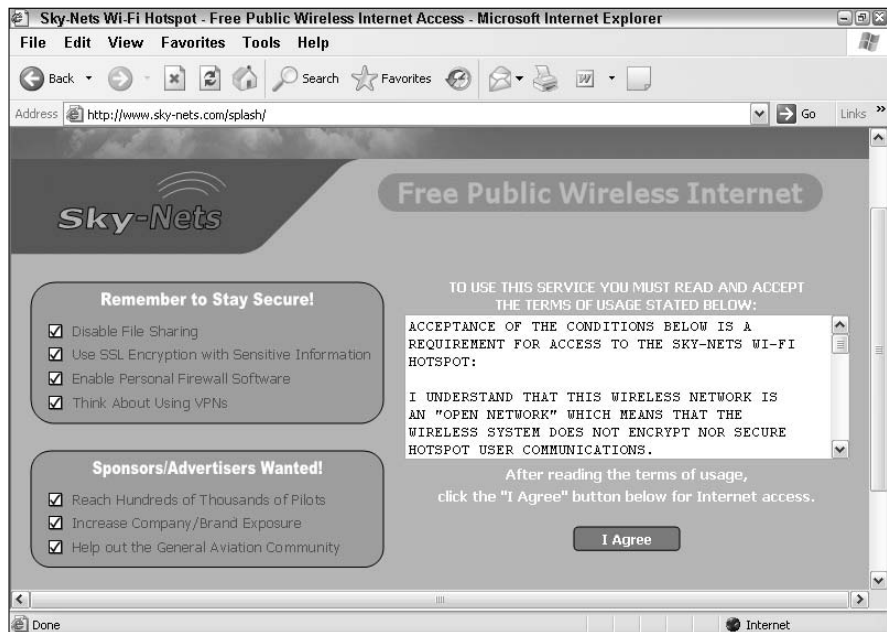 Sky-Nets Wi-Fi Hotspot - Free Public Wireless Internet Access - Microsoft Internet Explorer
File Edit View Favorites Tools Help
Back Search Favorites
Address http://www.sky-nets.com/splash/ Go Links »
Sky-Nets
Free Public Wireless Internet
Remember to Stay Secure!
Disable File Sharing
Use SSL Encryption with Sensitive Information
Enable Personal Firewall Software
Think About Using VPNs
Sponsors/Advertisers Wanted!
Reach Hundreds of Thousands of Pilots
Increase Company/Brand Exposure
Help out the General Aviation Community
TO USE THIS SERVICE YOU MUST READ AND ACCEPT
THE TERMS OF USAGE STATED BELOW:
ACCEPTANCE OF THE CONDITIONS BELOW IS A
REQUIREMENT FOR ACCESS TO THE SKY-NETS WI-FI
HOTSPOT:
I UNDERSTAND THAT THIS WIRELESS NETWORK IS
AN "OPEN NETWORK" WHICH MEANS THAT THE
WIRELESS SYSTEM DOES NOT ENCRYPT NOR SECURE
HOTSPOT USER COMMUNICATIONS.
After reading the terms of usage,
click the "I Agree" button below for Internet access.
I Agree
Done Internet